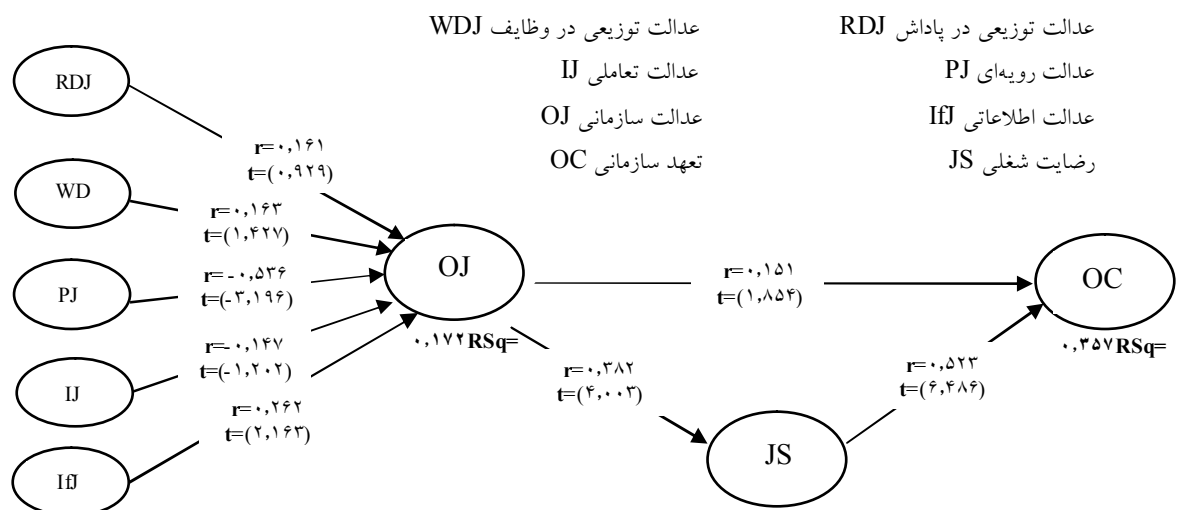 عدالت توزیعی در پاداش RDJ
عدالت توزیعی در وظایف WDJ
عدالت رویه‌ای PJ
عدالت تعاملی IJ
عدالت اطلاعاتی IfJ
عدالت سازمانی OJ
رضایت شغلی JS
تعهد سازمانی OC
RDJ
r=۰,۱۶۱
t=(۰,۹۲۹)
WD
r=۰,۱۶۳
t=(۱,۴۲۷)
PJ
r=-۰,۵۳۶
t=(-۳,۱۹۶)
IJ
r=-۰,۱۴۷
t=(-۱,۲۰۲)
IfJ
r=۰,۲۶۲
t=(۲,۱۶۳)
OJ
۰,۱۷۲RSq=
r=۰,۱۵۱
t=(۱,۸۵۴)
OC
۰,۳۵۷RSq=
r=۰,۳۸۲
t=(۴,۰۰۳)
r=۰,۵۲۳
t=(۶,۴۸۶)
JS